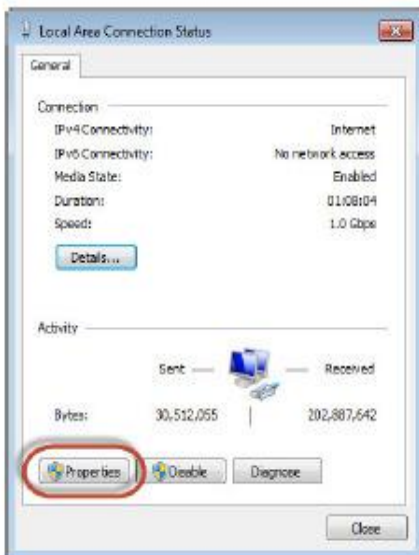 Local Area Connection Status
General
Connection
IPv4 Connectivity: Internet
IPv6 Connectivity: No network access
Media State: Enabled
Duration: 01:08:04
Speed: 1.0 Gbps
Details...
Activity
Sent Received
Bytes: 30,512,055 202,887,642
Properties Disable Diagnose
Close